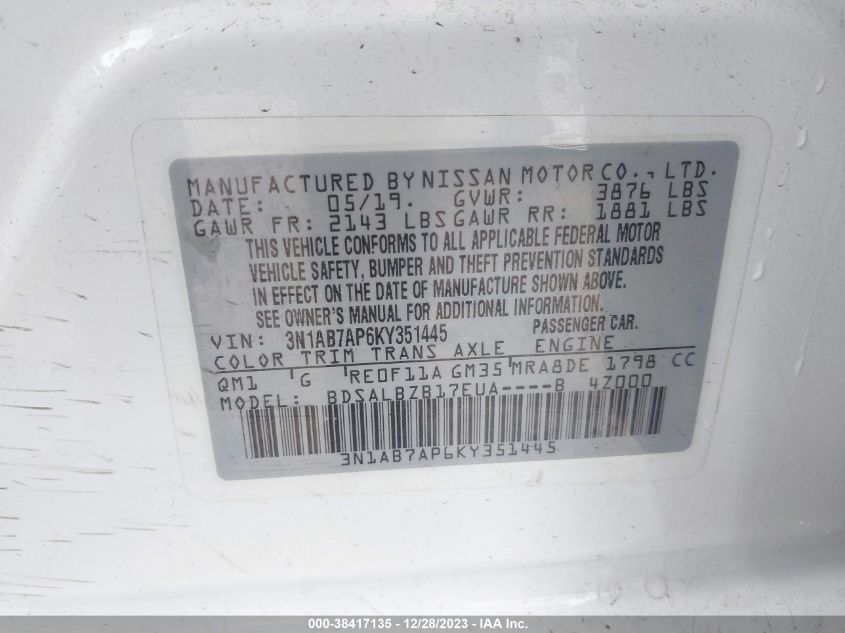 MANUFACTURED BY NISSAN MOTOR CO., LTD.
DATE: 05/19. GVWR: 3876 LBS
GAWR FR: 2143 LBS GAWR RR: 1881 LBS
THIS VEHICLE CONFORMS TO ALL APPLICABLE FEDERAL MOTOR
VEHICLE SAFETY, BUMPER AND THEFT PREVENTION STANDARDS
IN EFFECT ON THE DATE OF MANUFACTURE SHOWN ABOVE.
SEE OWNER'S MANUAL FOR ADDITIONAL INFORMATION.
VIN: 3N1AB7AP6KY351445 PASSENGER CAR.
COLOR TRIM TRANS AXLE ENGINE
QM1 G RE0F11A GM35 MRA8DE 1798 CC
MODEL: BDSALBZB17EUA----B 4Z000
3N1AB7AP6KY351445
000-38417135 - 12/28/2023 - IAA Inc.